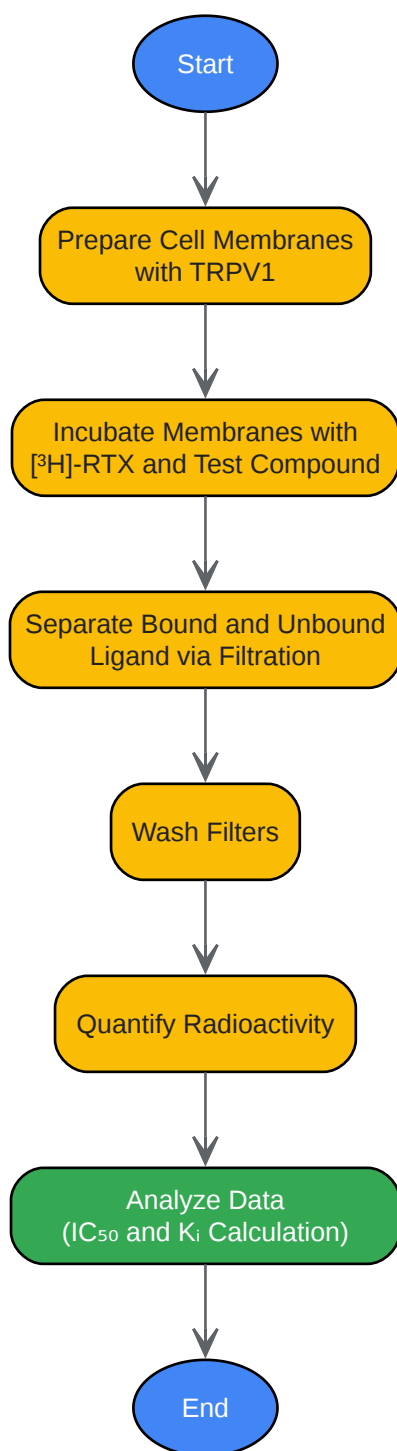 Start
Prepare Cell Membranes
with TRPV1
Incubate Membranes with
[³H]-RTX and Test Compound
Separate Bound and Unbound
Ligand via Filtration
Wash Filters
Quantify Radioactivity
Analyze Data
(IC₅₀ and Kᵢ Calculation)
End